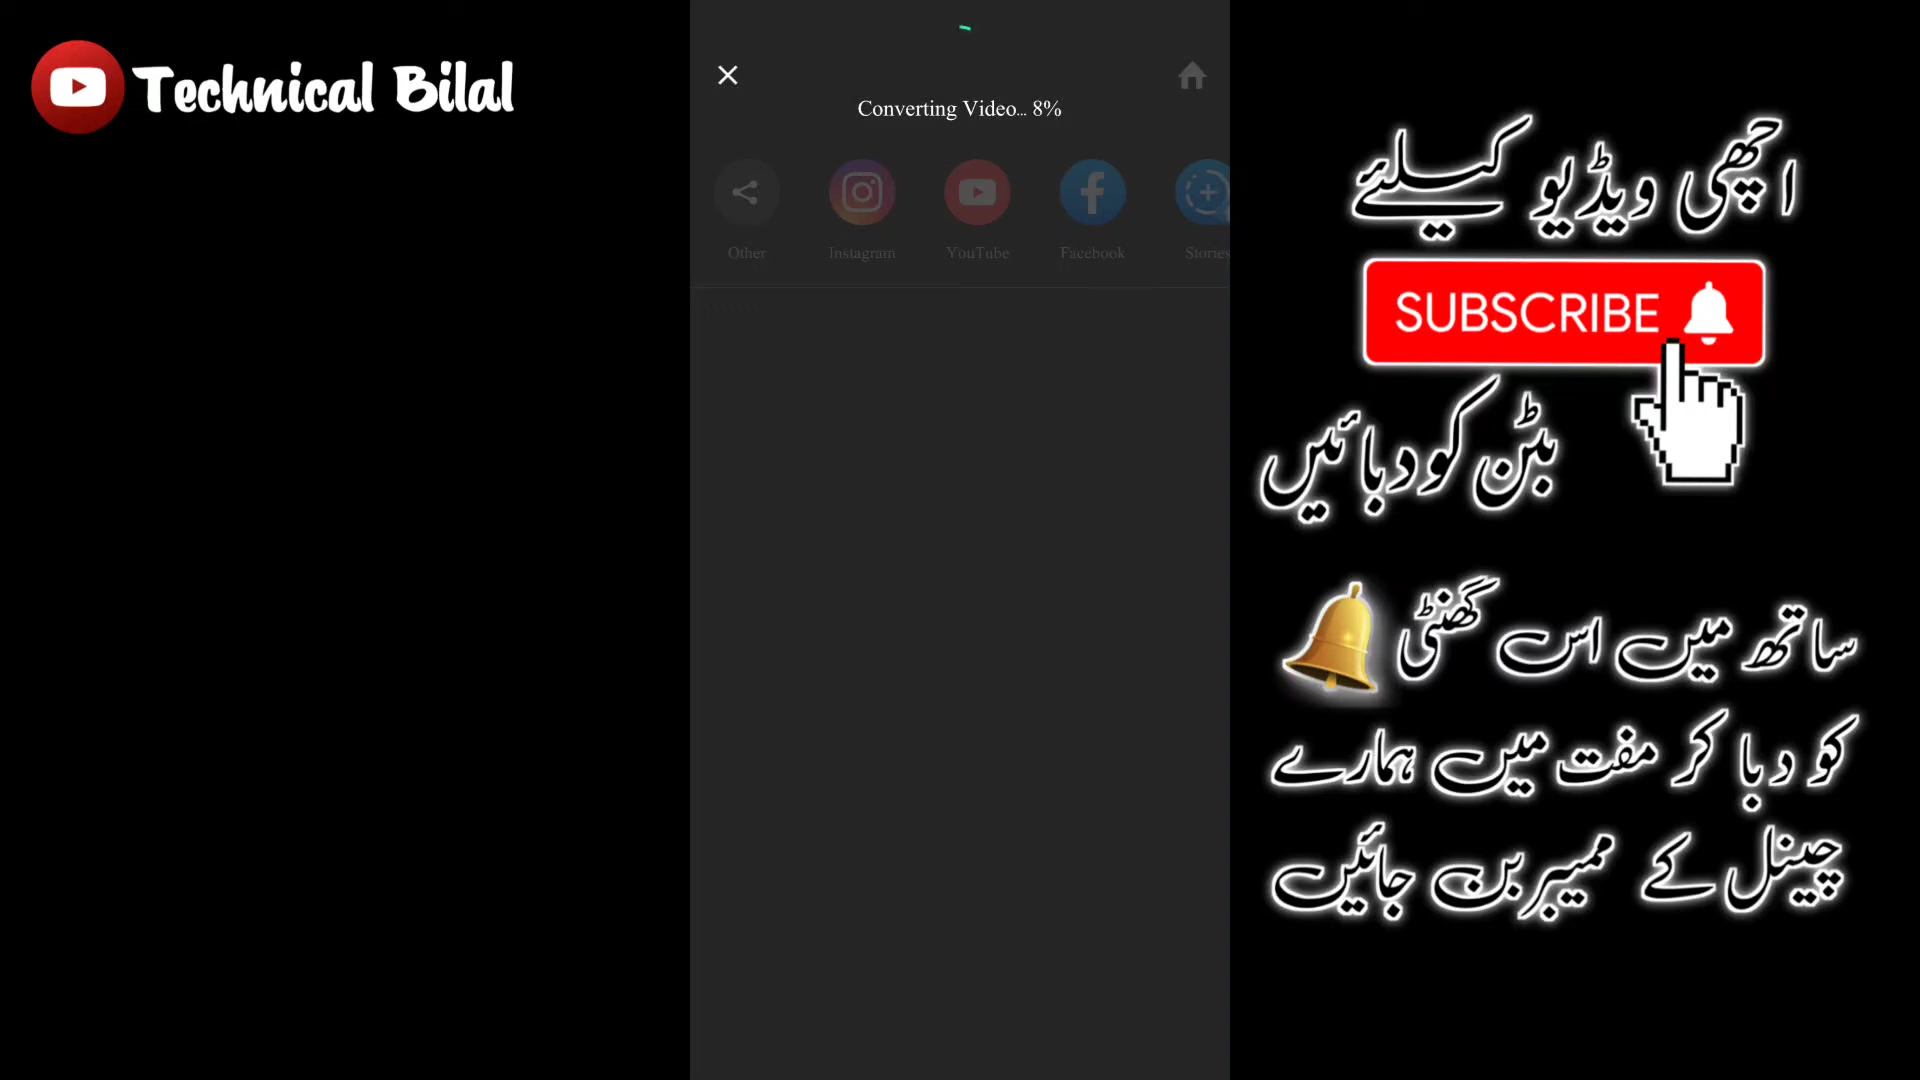 Technical Bilal
Converting Video... 8%
Other
Instagram
YouTube
Facebook
Stories
اچھی ویڈیو کیلئے
SUBSCRIBE
بٹن کو دبائیں
ساتھ میں اس گھنٹی
کو دبا کر مفت میں ہمارے
چینل کے ممیبر بن جائیں